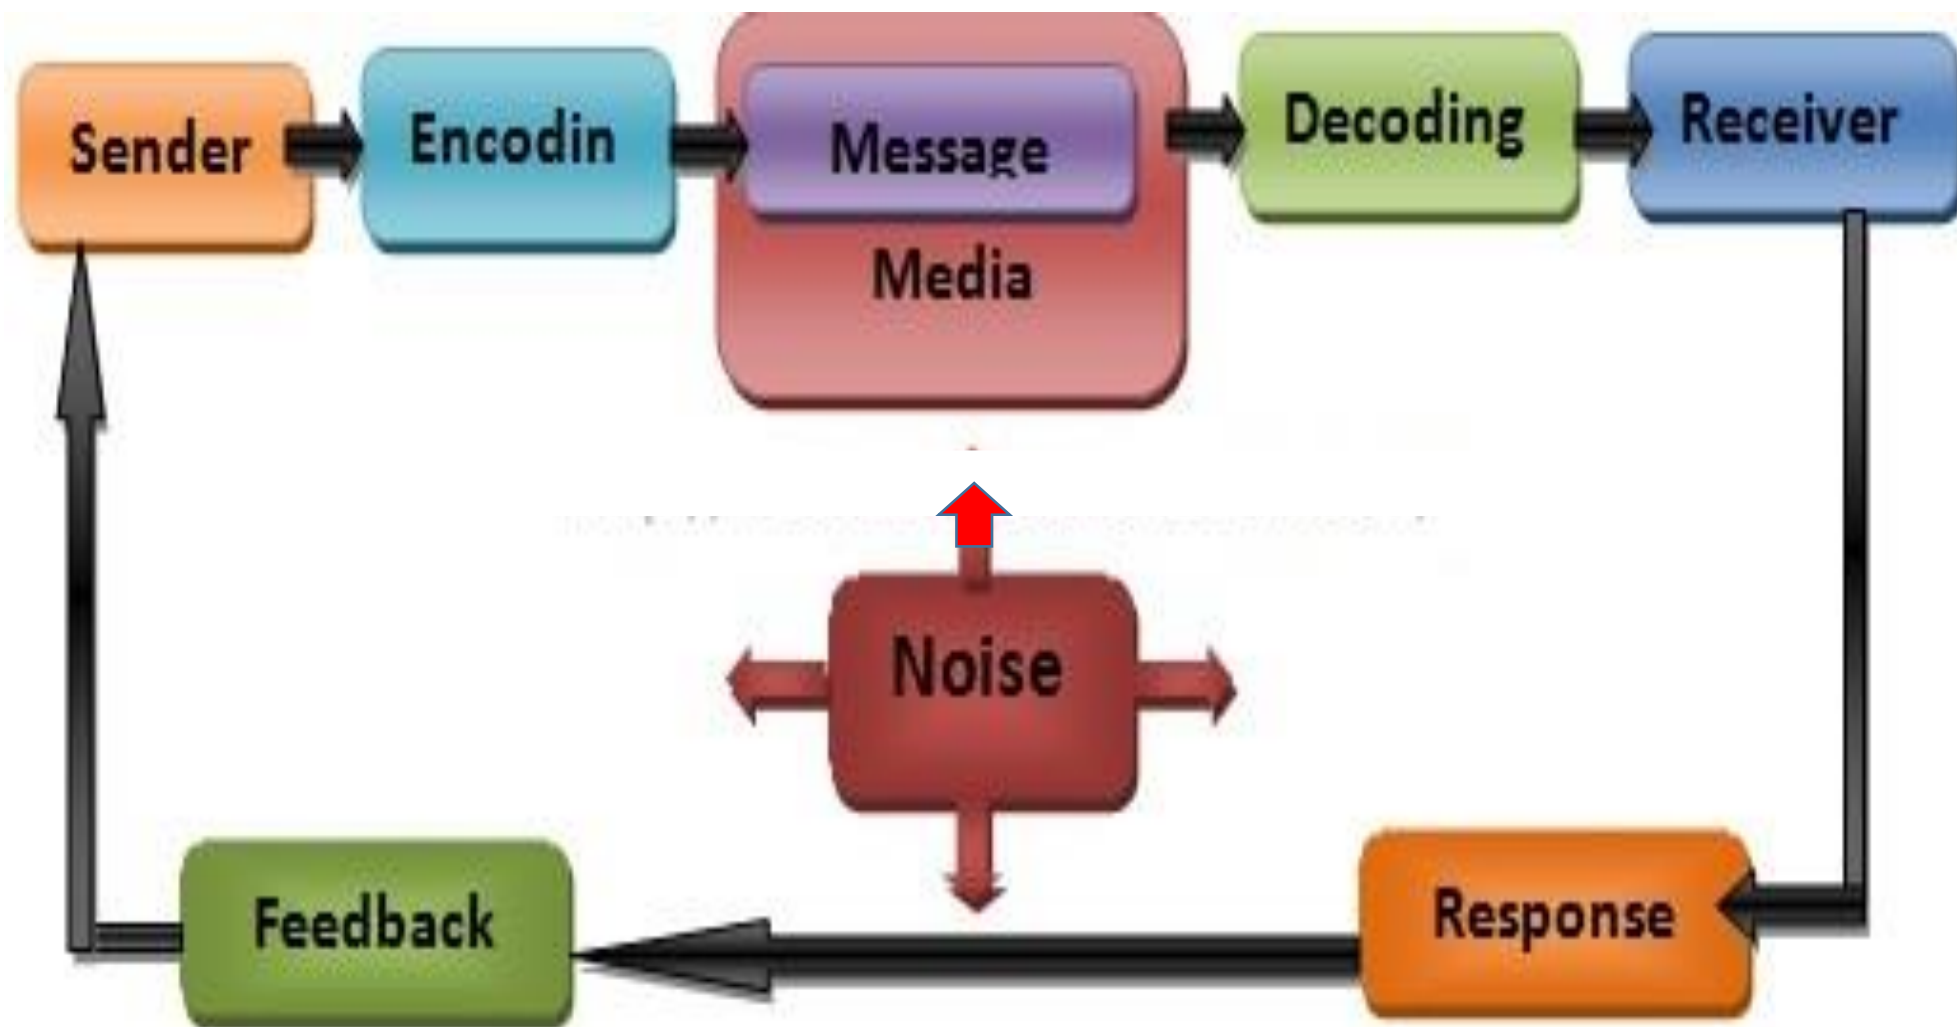 Sender
Encodin
Message
Media
Decoding
Receiver
Noise
Feedback
Response